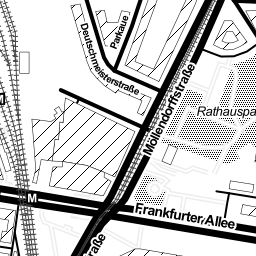 Parkaue
Deutschmeisterstraße
Möllendorffstraße
Rathauspa
M
Frankfurter Allee
raße